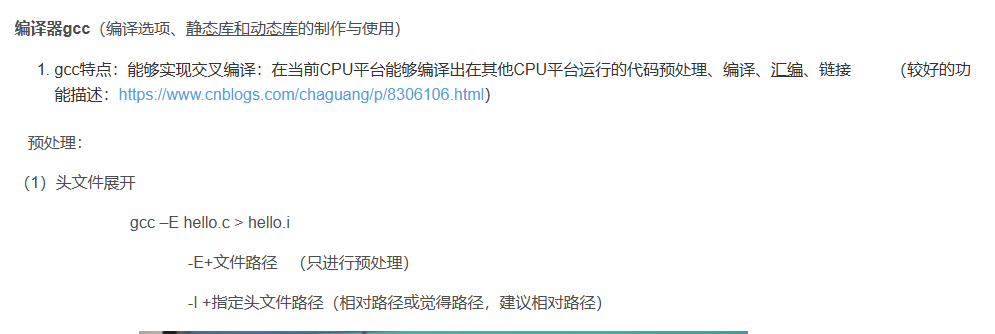 编译器gcc（编译选项、静态库和动态库的制作与使用）
1. gcc特点：能够实现交叉编译：在当前CPU平台能够编译出在其他CPU平台运行的代码预处理、编译、汇编、链接 （较好的功
能描述：https://www.cnblogs.com/chaguang/p/8306106.html）
预处理：
（1）头文件展开
gcc –E hello.c > hello.i
-E+文件路径 （只进行预处理）
-I +指定头文件路径（相对路径或觉得路径，建议相对路径）